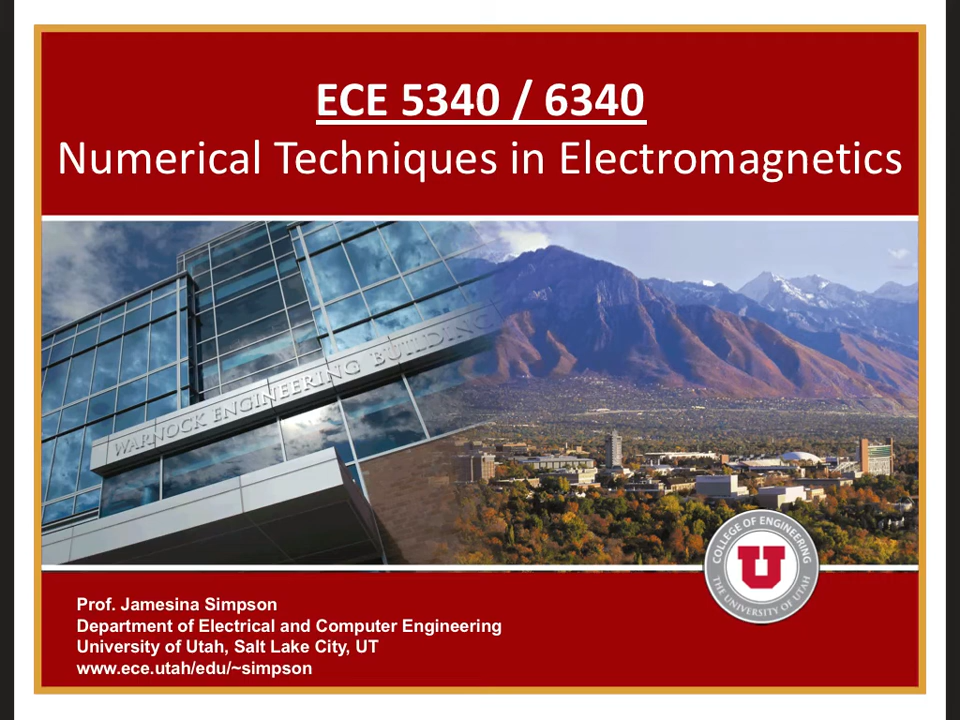 ECE 5340 / 6340
Numerical Techniques in Electromagnetics
WARNOCK ENGINEERING BUILDING
COLLEGE OF ENGINEERING
U
THE UNIVERSITY OF UTAH
Prof. Jamesina Simpson
Department of Electrical and Computer Engineering
University of Utah, Salt Lake City, UT
www.ece.utah/edu/~simpson